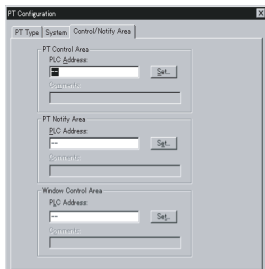 PT Configuration
PT Type System Control/Notify Area
PT Control Area
PLC Address:
--
Set...
Comments:
PT Notify Area
PLC Address:
--
Set...
Comments:
Window Control Area
PLC Address:
--
Set...
Comments: